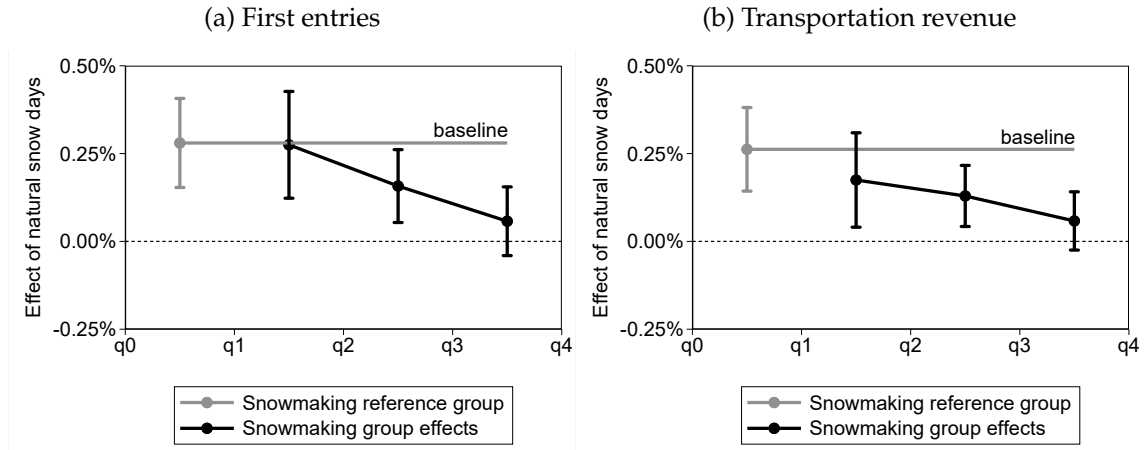 (a) First entries
Effect of natural snow days
0.50%
0.25%
0.00%
-0.25%
baseline
q0 q1 q2 q3 q4
Snowmaking reference group
Snowmaking group effects
(b) Transportation revenue
Effect of natural snow days
0.50%
0.25%
0.00%
-0.25%
baseline
q0 q1 q2 q3 q4
Snowmaking reference group
Snowmaking group effects